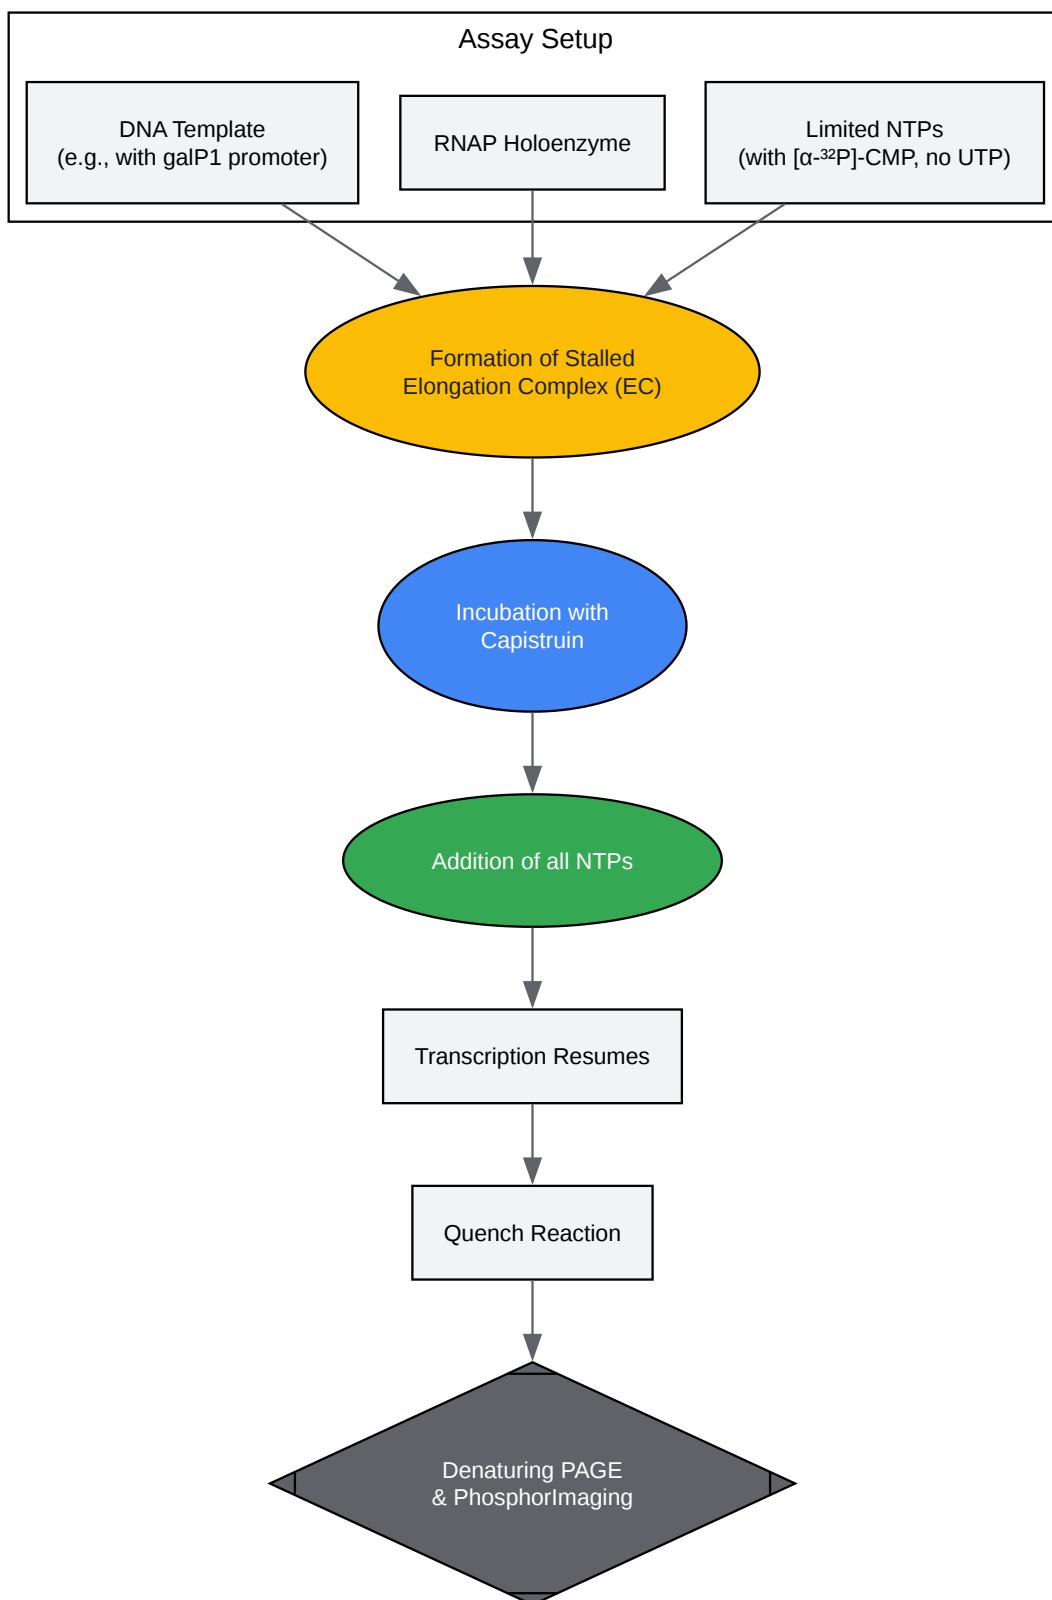 Assay Setup
DNA Template
(e.g., with galP1 promoter)
RNAP Holoenzyme
Limited NTPs
(with [α-³²P]-CMP, no UTP)
Formation of Stalled
Elongation Complex (EC)
Incubation with
Capistruin
Addition of all NTPs
Transcription Resumes
Quench Reaction
Denaturing PAGE
& PhosphorImaging